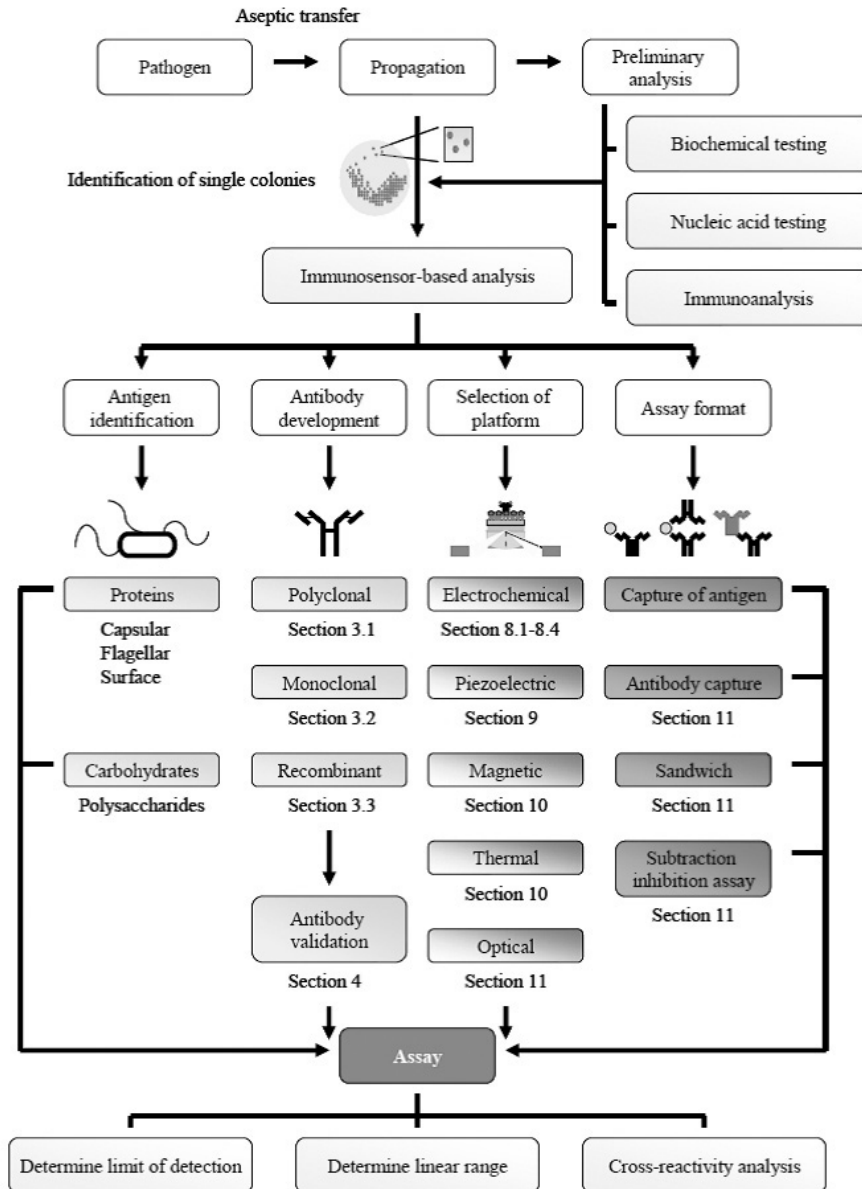 Aseptic transfer
Pathogen
Propagation
Preliminary
analysis
Biochemical testing
Identification of single colonies
Nucleic acid testing
Immunosensor-based analysis
Immunoanalysis
Antigen
identification
Antibody
development
Selection of
platform
Assay format
Proteins
Capsular
Flagellar
Surface
Carbohydrates
Polysaccharides
Polyclonal
Section 3.1
Monoclonal
Section 3.2
Recombinant
Section 3.3
Antibody
validation
Section 4
Electrochemical
Section 8.1-8.4
Piezoelectric
Section 9
Magnetic
Section 10
Thermal
Section 10
Optical
Section 11
Capture of antigen
Antibody capture
Section 11
Sandwich
Section 11
Subtraction
inhibition assay
Section 11
Assay
Determine limit of detection
Determine linear range
Cross-reactivity analysis